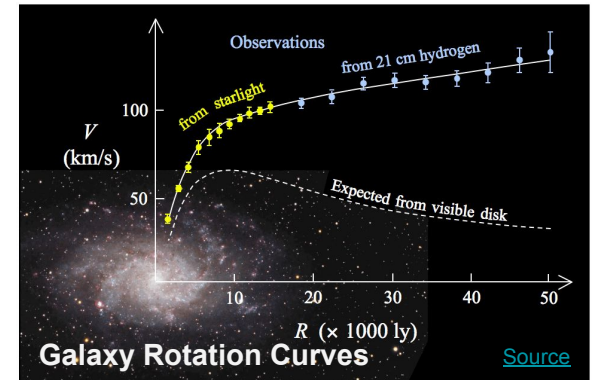 Observations
from starlight
from 21 cm hydrogen
100
V
(km/s)
50
Expected from visible disk
10
20
30
40
50
R (× 1000 ly)
Galaxy Rotation Curves
Source